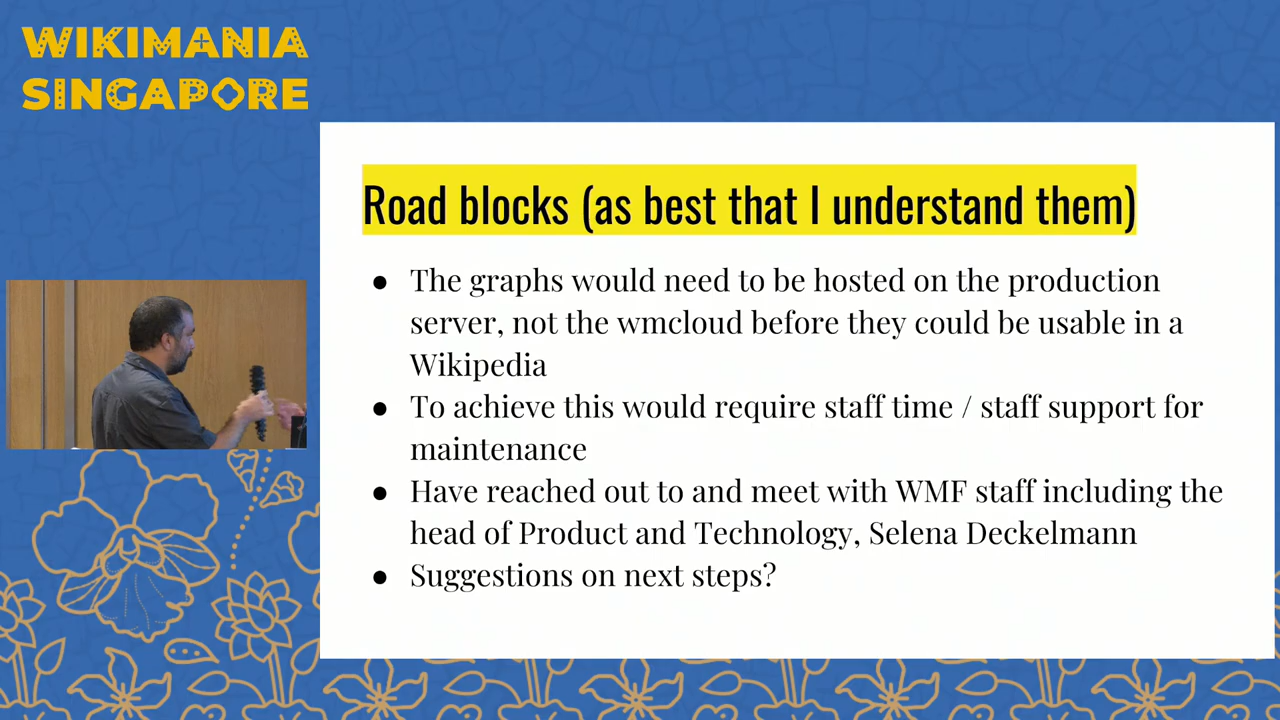 WIKIMANIA
SINGAPORE
Road blocks (as best that I understand them)
● The graphs would need to be hosted on the production
server, not the wmcloud before they could be usable in a
Wikipedia
● To achieve this would require staff time / staff support for
maintenance
● Have reached out to and meet with WMF staff including the
head of Product and Technology, Selena Deckelmann
● Suggestions on next steps?